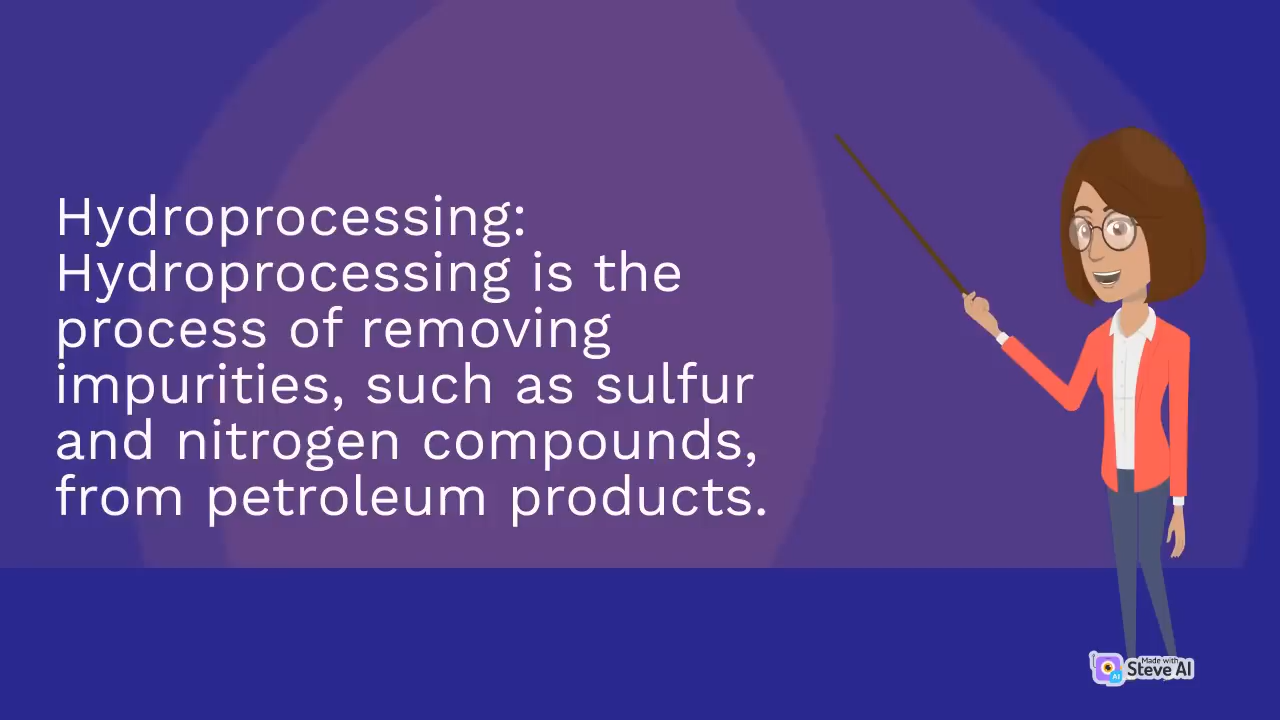 Hydroprocessing:
Hydroprocessing is the
process of removing
impurities, such as sulfur
and nitrogen compounds,
from petroleum products.
Made with
Steve AI
AI